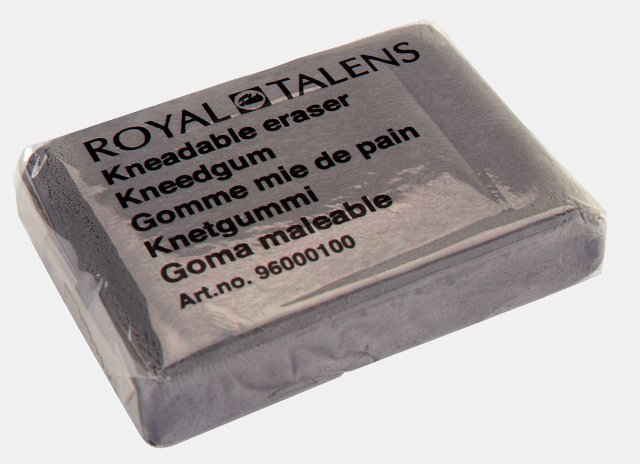 ROYAL TALENS
Kneadable eraser
Kneedgum
Gomme mie de pain
Knetgummi
Goma maleable
Art.no. 96000100